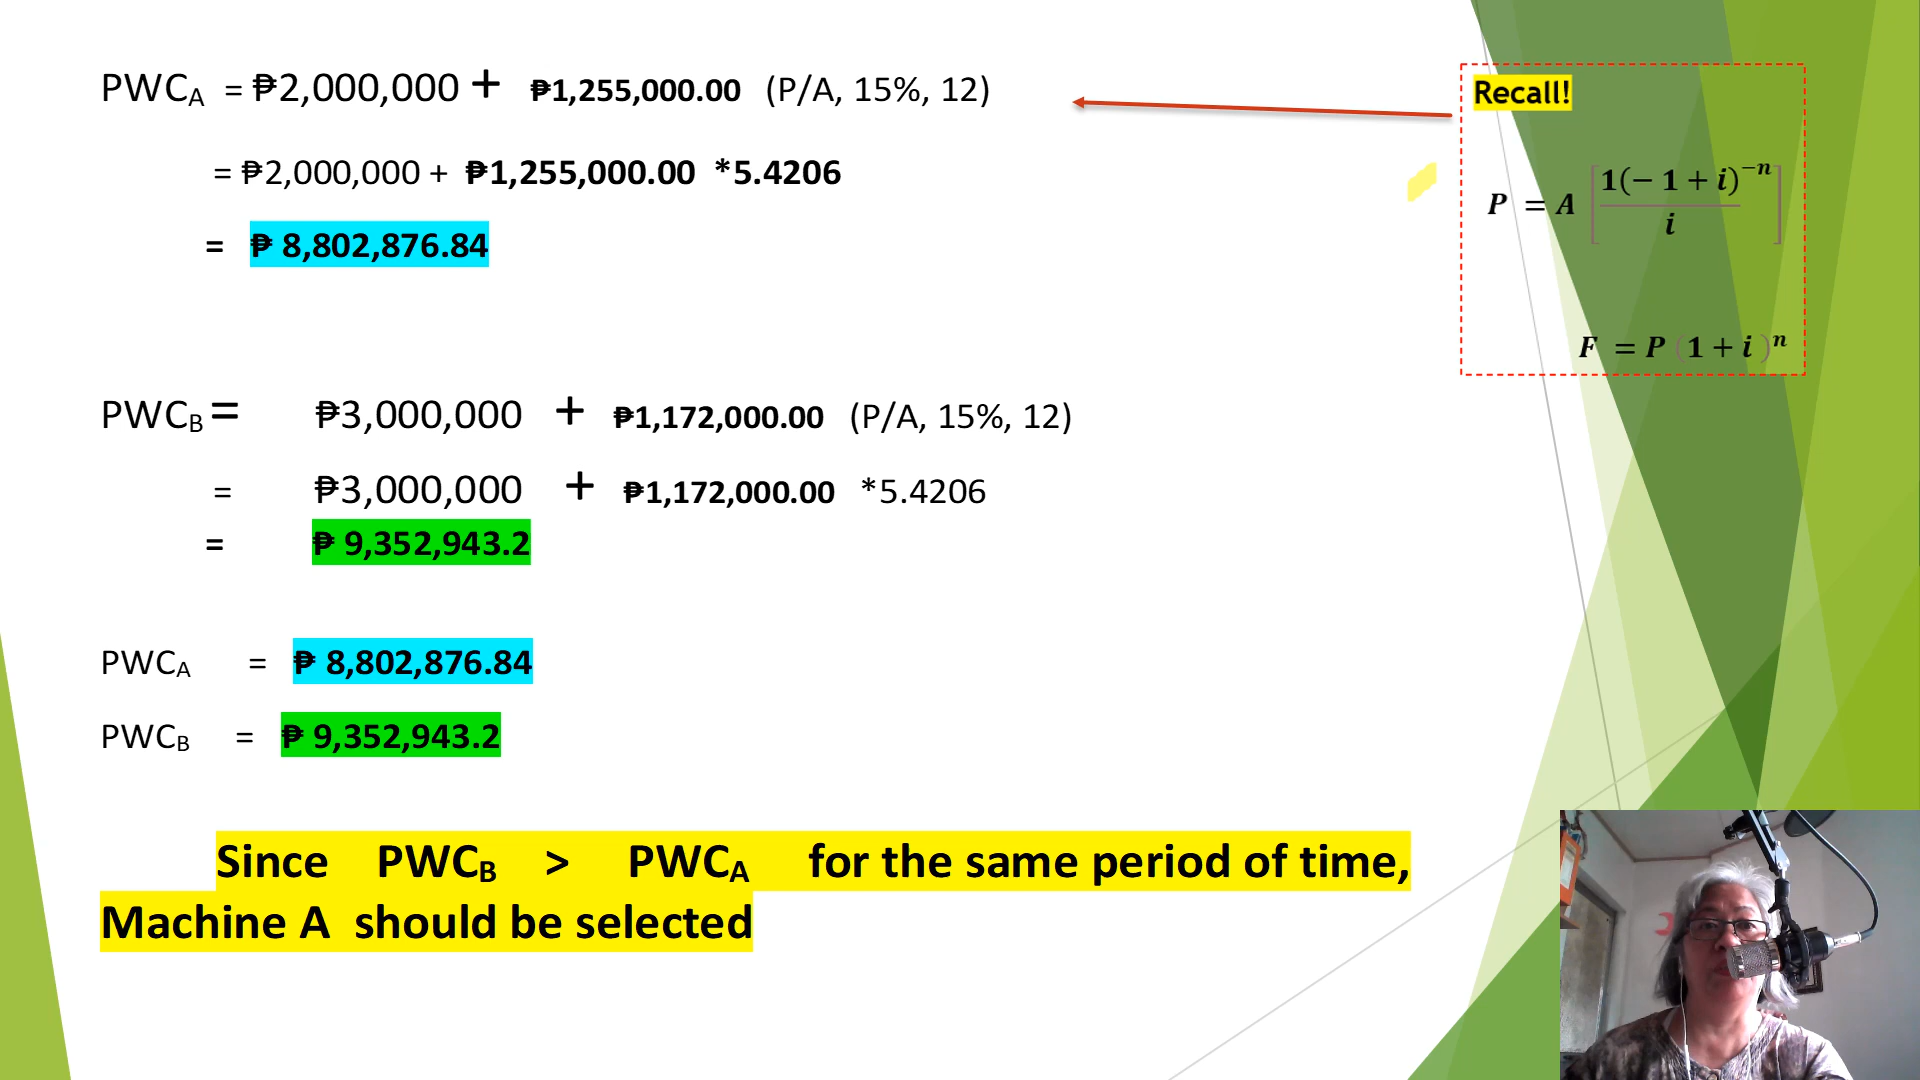 PWCA = ₱2,000,000 + ₱1,255,000.00 (P/A, 15%, 12)
= ₱2,000,000 + ₱1,255,000.00 *5.4206
= ₱ 8,802,876.84
PWCB = ₱3,000,000 + ₱1,172,000.00 (P/A, 15%, 12)
= ₱3,000,000 + ₱1,172,000.00 *5.4206
= ₱ 9,352,943.2
PWCA = ₱ 8,802,876.84
PWCB = ₱ 9,352,943.2
Since PWCB > PWCA for the same period of time,
Machine A should be selected
Recall!
P = A [1(− 1 + i)^−n / i]
F = P (1 + i)^n